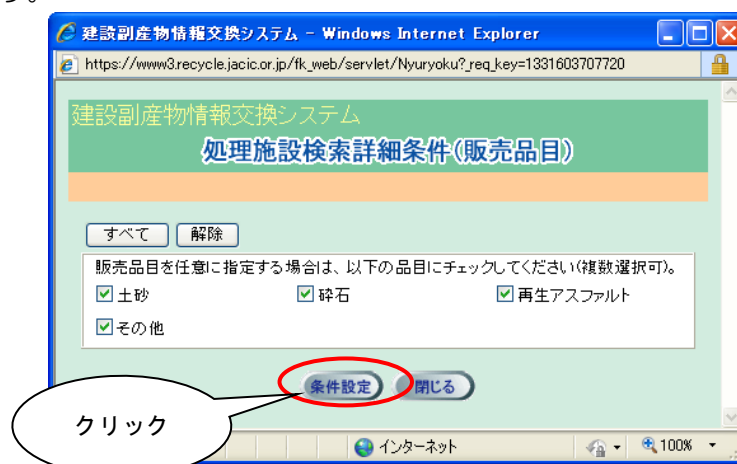 す。
建設副産物情報交換システム - Windows Internet Explorer
https://www3.recycle.jacic.or.jp/fk_web/servlet/Nyuryoku?_req_key=1331603707720
建設副産物情報交換システム
処理施設検索詳細条件(販売品目)
すべて 解除
販売品目を任意に指定する場合は、以下の品目にチェックしてください(複数選択可)。
土砂 砕石 再生アスファルト
その他
条件設定 閉じる
クリック
インターネット 100%